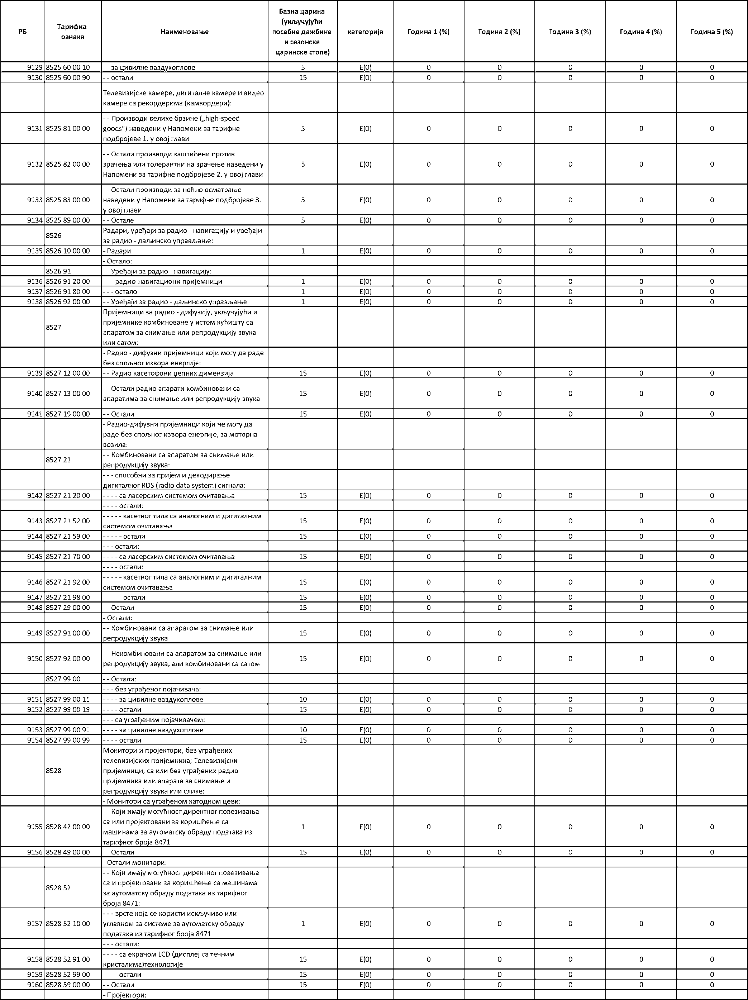 РБ Тарифна ознака Наименовање Базна царина (укључујући посебне дажбине и сезонске царинске стопе) категорија Година 1 (%) Година 2 (%) Година 3 (%) Година 4 (%) Година 5 (%)
9129 8525 60 00 10 - - за цивилне ваздухоплове 5 E(0) 0 0 0 0 0
9130 8525 60 00 90 - - остали 15 E(0) 0 0 0 0 0
Телевизијске камере, дигиталне камере и видео
камере са рекордерима (камкордери):
9131 8525 81 00 00 - - Производи велике брзине („high-speed
goods“) наведени у Напомени за тарифне
подбројеве 1. у овој глави 5 E(0) 0 0 0 0 0
9132 8525 82 00 00 - - Остали производи заштићени против
зрачења или толерантни на зрачење наведени у
Напомени за тарифне подбројеве 2. у овој глави 5 E(0) 0 0 0 0 0
9133 8525 83 00 00 - - Остали производи за ноћно осматрање
наведени у Напомени за тарифне подбројеве 3.
у овој глави 5 E(0) 0 0 0 0 0
9134 8525 89 00 00 - - Остале 5 E(0) 0 0 0 0 0
8526 Радари, уређаји за радио - навигацију и уређаји
за радио - даљинско управљање:
9135 8526 10 00 00 - Радари 1 E(0) 0 0 0 0 0
- Остало:
8526 91 - - Уређаји за радио - навигацију:
9136 8526 91 20 00 - - - радио-навигациони пријемници 1 E(0) 0 0 0 0 0
9137 8526 91 80 00 - - - остало 1 E(0) 0 0 0 0 0
9138 8526 92 00 00 - - Уређаји за радио - даљинско управљање 1 E(0) 0 0 0 0 0
8527 Пријемници за радио - дифузију, укључујући и
пријемнике комбиноване у истом кућишту са
апаратом за снимање или репродукцију звука
или сатом:
- Радио - дифузни пријемници који могу да раде
без спољног извора енергије:
9139 8527 12 00 00 - - Радио касетофони џепних димензија 15 E(0) 0 0 0 0 0
9140 8527 13 00 00 - - Остали радио апарати комбиновани са
апаратима за снимање или репродукцију звука 15 E(0) 0 0 0 0 0
9141 8527 19 00 00 - - Остали 15 E(0) 0 0 0 0 0
- Радио-дифузни пријемници који не могу да
раде без спољног извора енергије, за моторна
возила:
8527 21 - - Комбиновани са апаратом за снимање или
репродукцију звука:
- - - способни за пријем и декодирање
дигиталног RDS (radio data system) сигнала:
9142 8527 21 20 00 - - - - са ласерским системом очитавања 15 E(0) 0 0 0 0 0
- - - - остали:
9143 8527 21 52 00 - - - - - касетног типа са аналогним и дигиталним
системом очитавања 15 E(0) 0 0 0 0 0
9144 8527 21 59 00 - - - - - остали 15 E(0) 0 0 0 0 0
- - - остали:
9145 8527 21 70 00 - - - - са ласерским системом очитавања 15 E(0) 0 0 0 0 0
- - - - остали:
9146 8527 21 92 00 - - - - - касетног типа са аналогним и дигиталним
системом очитавања 15 E(0) 0 0 0 0 0
9147 8527 21 98 00 - - - - - остали 15 E(0) 0 0 0 0 0
9148 8527 29 00 00 - - Остали 15 E(0) 0 0 0 0 0
- Остали:
9149 8527 91 00 00 - - Комбиновани са апаратом за снимање или
репродукцију звука 15 E(0) 0 0 0 0 0
9150 8527 92 00 00 - - Некомбиновани са апаратом за снимање или
репродукцију звука, али комбиновани са сатом 15 E(0) 0 0 0 0 0
8527 99 00 - - Остали:
- - - без уграђеног појачивача:
9151 8527 99 00 11 - - - - за цивилне ваздухоплове 10 E(0) 0 0 0 0 0
9152 8527 99 00 19 - - - - остали 15 E(0) 0 0 0 0 0
- - - са уграђеним појачивачем:
9153 8527 99 00 91 - - - - за цивилне ваздухоплове 10 E(0) 0 0 0 0 0
9154 8527 99 00 99 - - - - остали 15 E(0) 0 0 0 0 0
8528 Монитори и пројектори, без уграђених
телевизијских пријемника; Телевизијски
пријемници, са или без уграђених радио
пријемника или апарата за снимање и
репродукцију звука или слике:
- Монитори са уграђеном катодном цеви:
9155 8528 42 00 00 - - Који имају могућност директног повезивања
са или пројектовани за коришћење са
машинама за аутоматску обраду података из
тарифног броја 8471 1 E(0) 0 0 0 0 0
9156 8528 49 00 00 - - Остали 15 E(0) 0 0 0 0 0
- Остали монитори:
8528 52 - - Који имају могућност директног повезивања
са и пројектовани за коришћење са машинама
за аутоматску обраду података из тарифног
броја 8471:
9157 8528 52 10 00 - - - врсте која се користи искључиво или
углавном за системе за аутоматску обраду
података из тарифног броја 8471 1 E(0) 0 0 0 0 0
- - - остали:
9158 8528 52 91 00 - - - - са екраном LCD (дисплеј са течним
кристалима)технологије 15 E(0) 0 0 0 0 0
9159 8528 52 99 00 - - - - остали 15 E(0) 0 0 0 0 0
9160 8528 59 00 00 - - Остали 15 E(0) 0 0 0 0 0
- Пројектори: